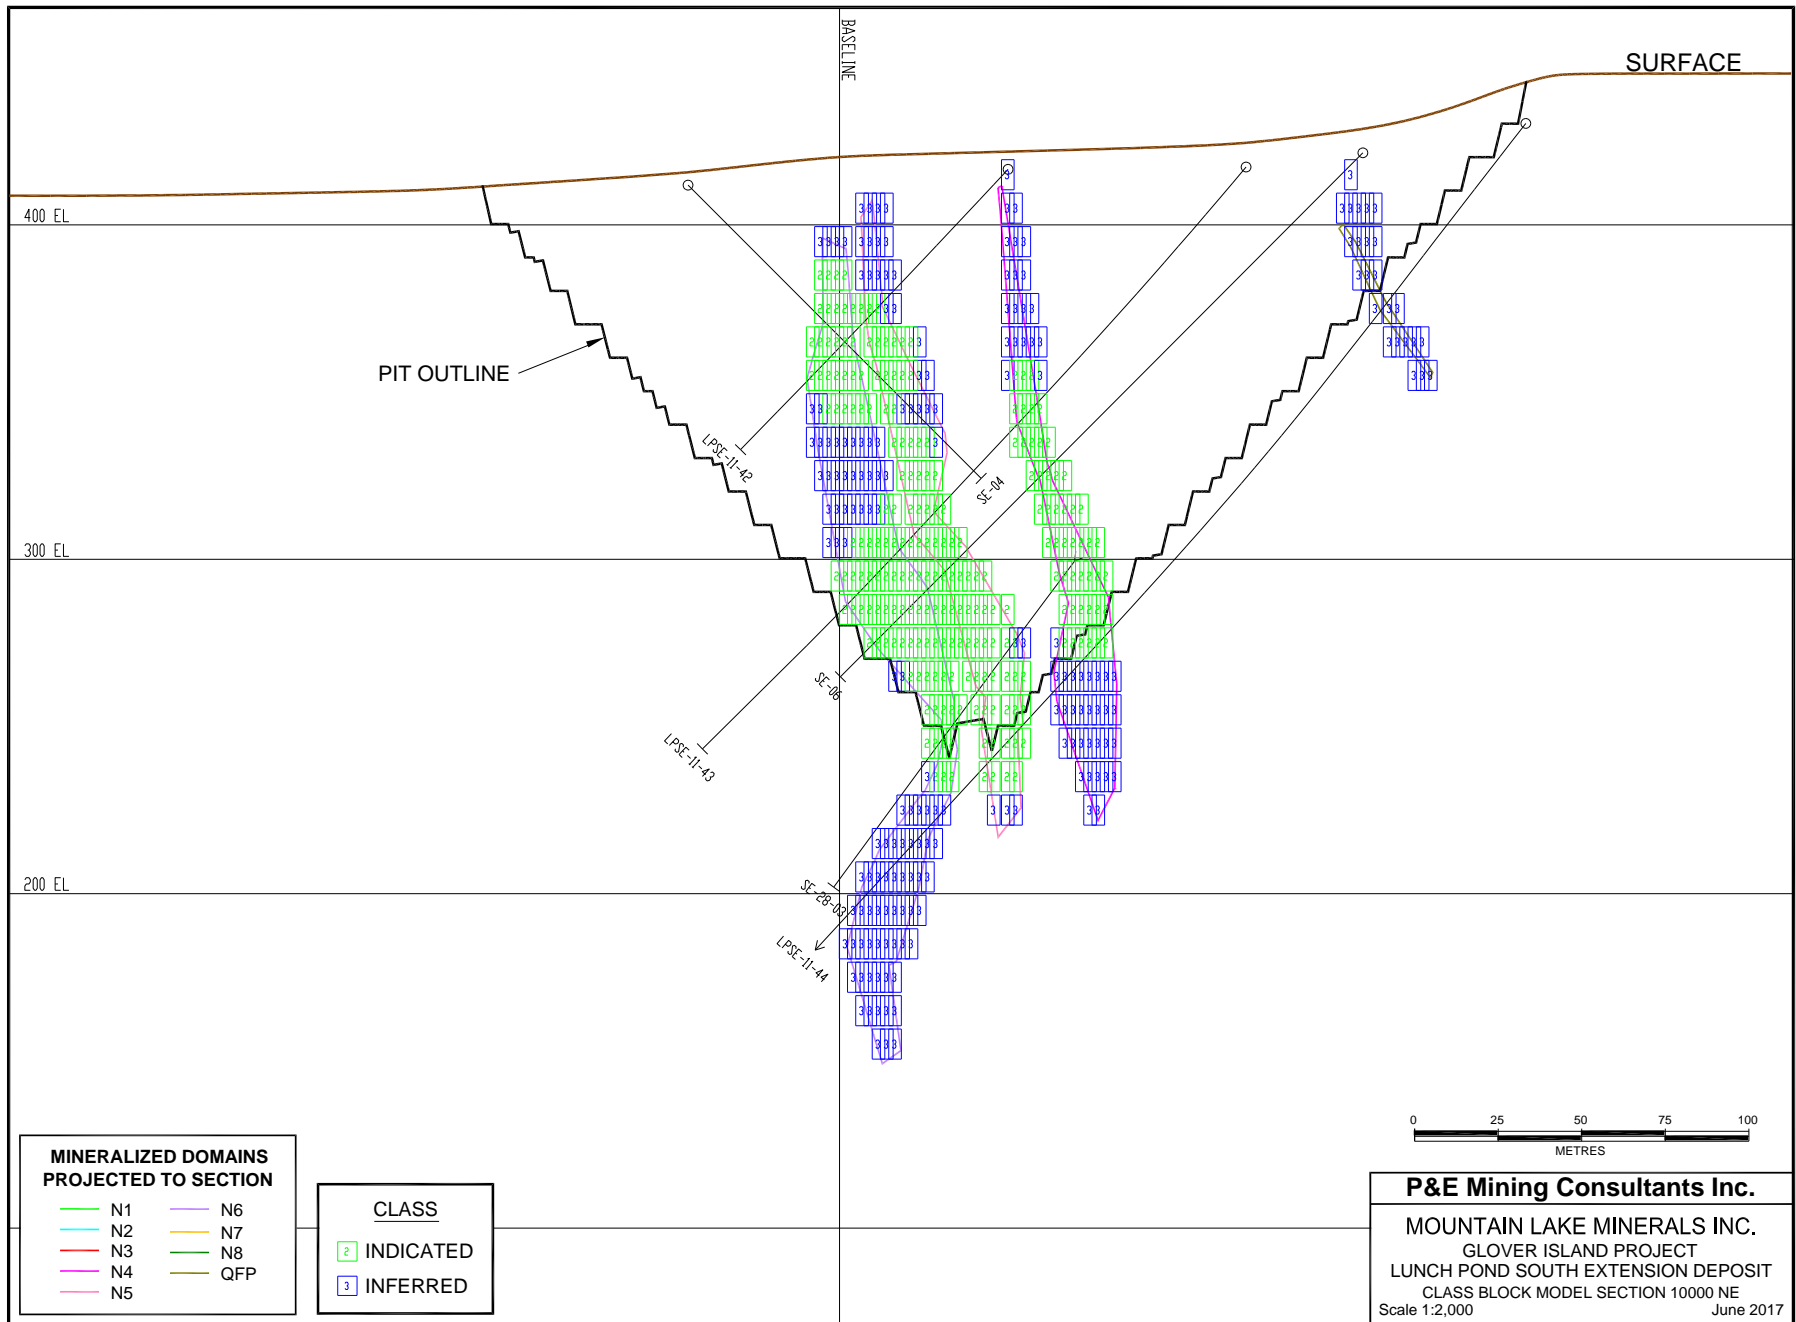 BASELINE
SURFACE
400 EL
PIT OUTLINE
LPSE-11-42
SE-04
300 EL
SE-06
LPSE-11-43
200 EL
SE-28-03
LPSE-11-44
0 25 50 75 100
METRES
MINERALIZED DOMAINS
PROJECTED TO SECTION
N1 N6
N2 N7
N3 N8
N4 QFP
N5
CLASS
2 INDICATED
3 INFERRED
P&E Mining Consultants Inc.
MOUNTAIN LAKE MINERALS INC.
GLOVER ISLAND PROJECT
LUNCH POND SOUTH EXTENSION DEPOSIT
CLASS BLOCK MODEL SECTION 10000 NE
Scale 1:2,000 June 2017